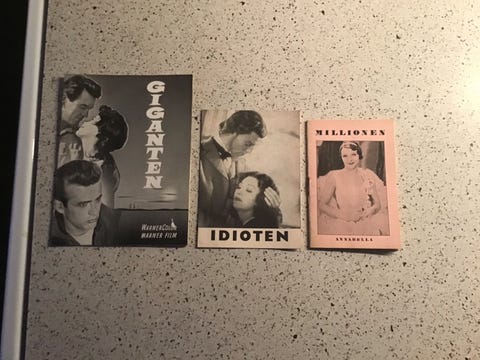 GIGANTEN
WARNERCOLOR
WARNER FILM
IDIOTEN
MILLIONEN
ANNABELLA